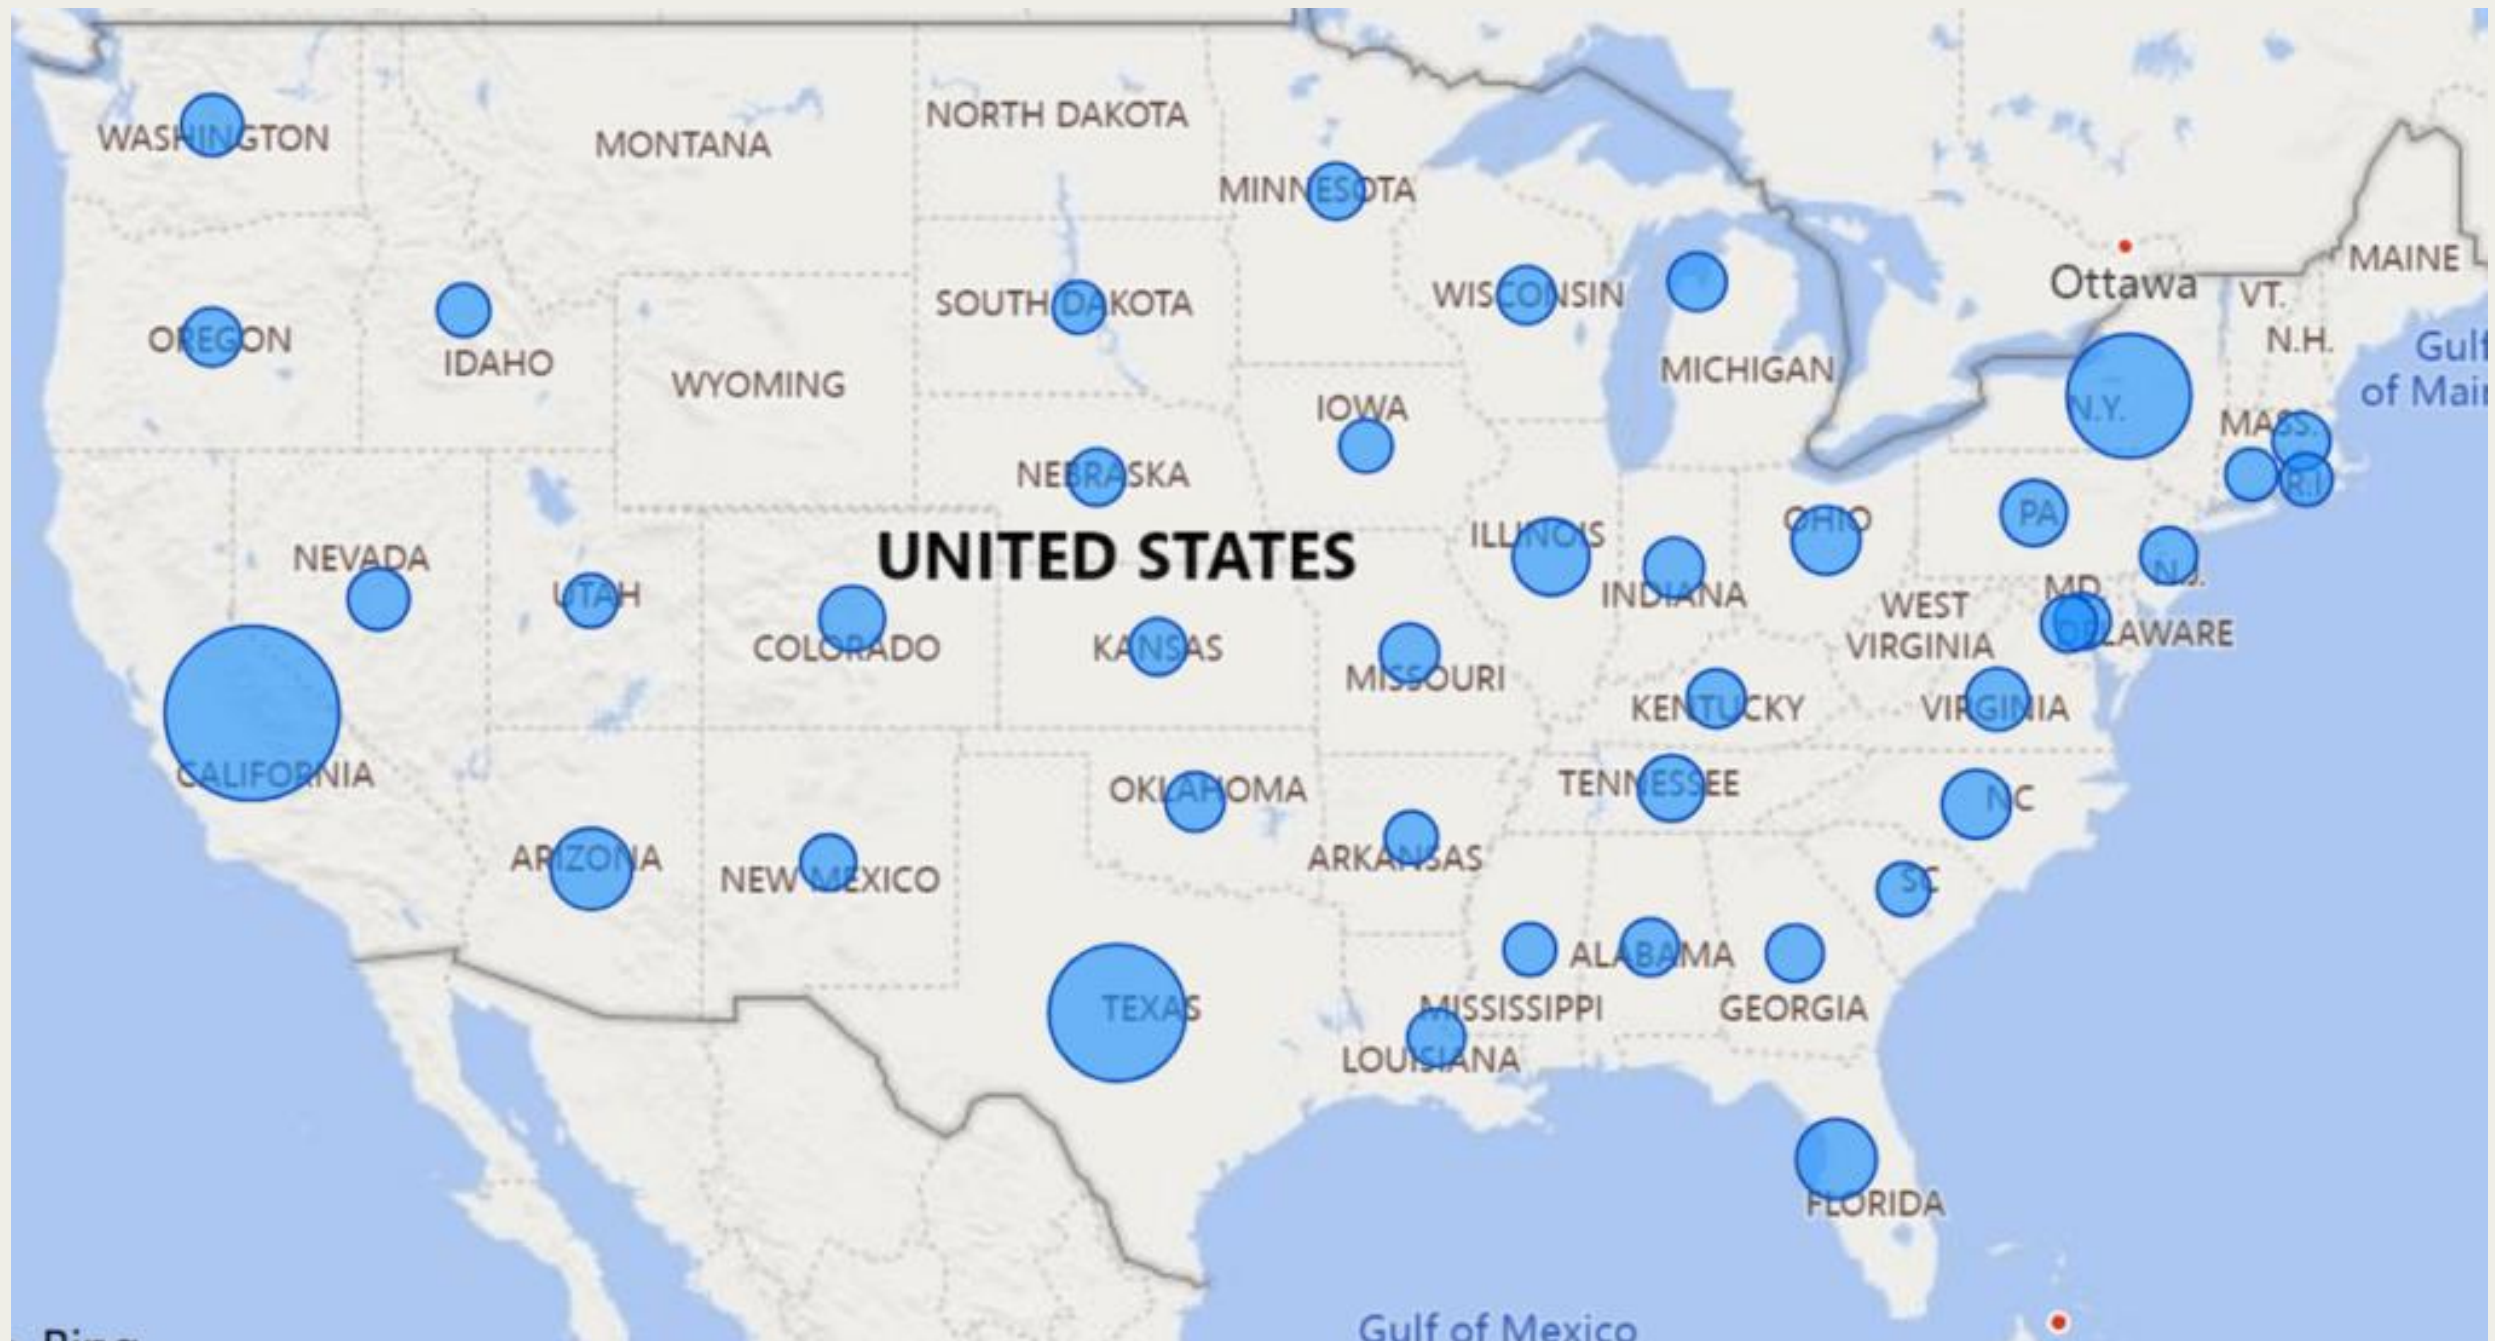 NORTH DAKOTA
WASHINGTON
MONTANA
MINNESOTA
MAINE
Ottawa
VT.
WISCONSIN
SOUTH DAKOTA
OREGON
N.H.
IDAHO
MICHIGAN
WYOMING
Gulf
of Mai
N.Y.
IOWA
MASS.
NEBRASKA
R.I
ILLINOIS
OHIO
PA
UNITED STATES
NEVADA
N.J.
MD
UTAH
INDIANA
WEST
VIRGINIA
DELAWARE
COLORADO
KANSAS
MISSOURI
KENTUCKY
VIRGINIA
CALIFORNIA
OKLAHOMA
TENNESSEE
NC
ARIZONA
NEW MEXICO
ARKANSAS
SC
ALABAMA
TEXAS
MISSISSIPPI
GEORGIA
LOUISIANA
FLORIDA
Gulf of Mexico